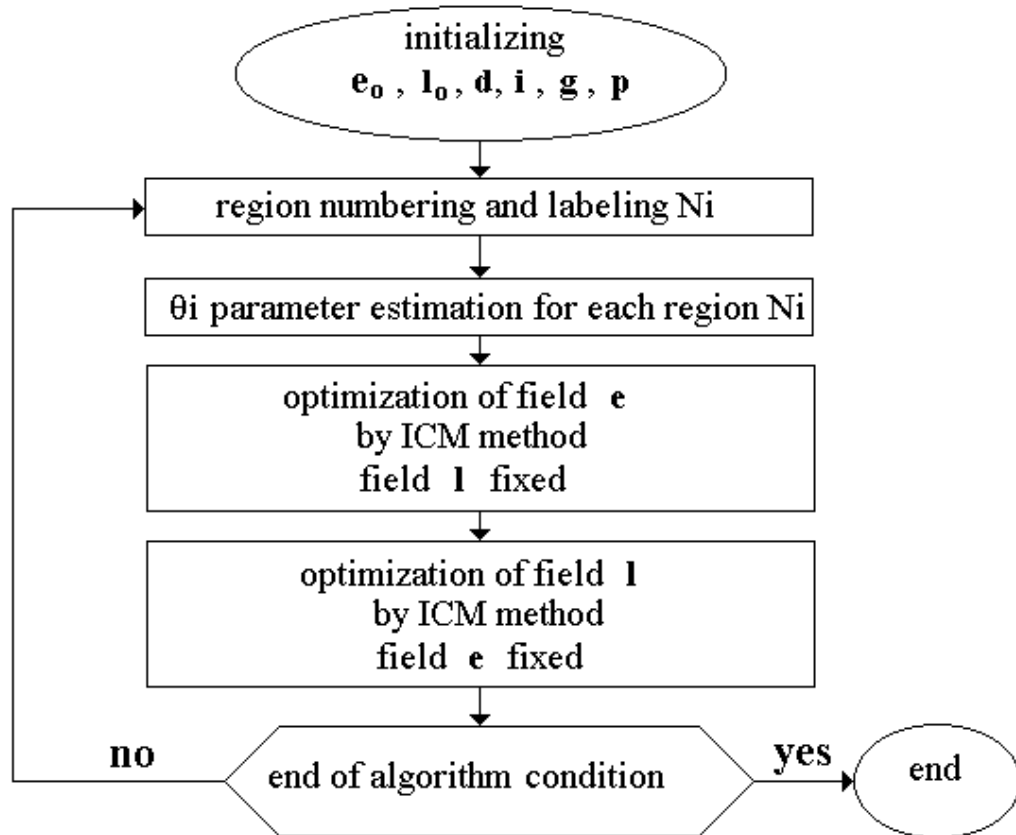 initializing
e₀ , l₀, d, i , g , p
region numbering and labeling Ni
θi parameter estimation for each region Ni
optimization of field e
by ICM method
field l fixed
optimization of field l
by ICM method
field e fixed
no
end of algorithm condition
yes
end